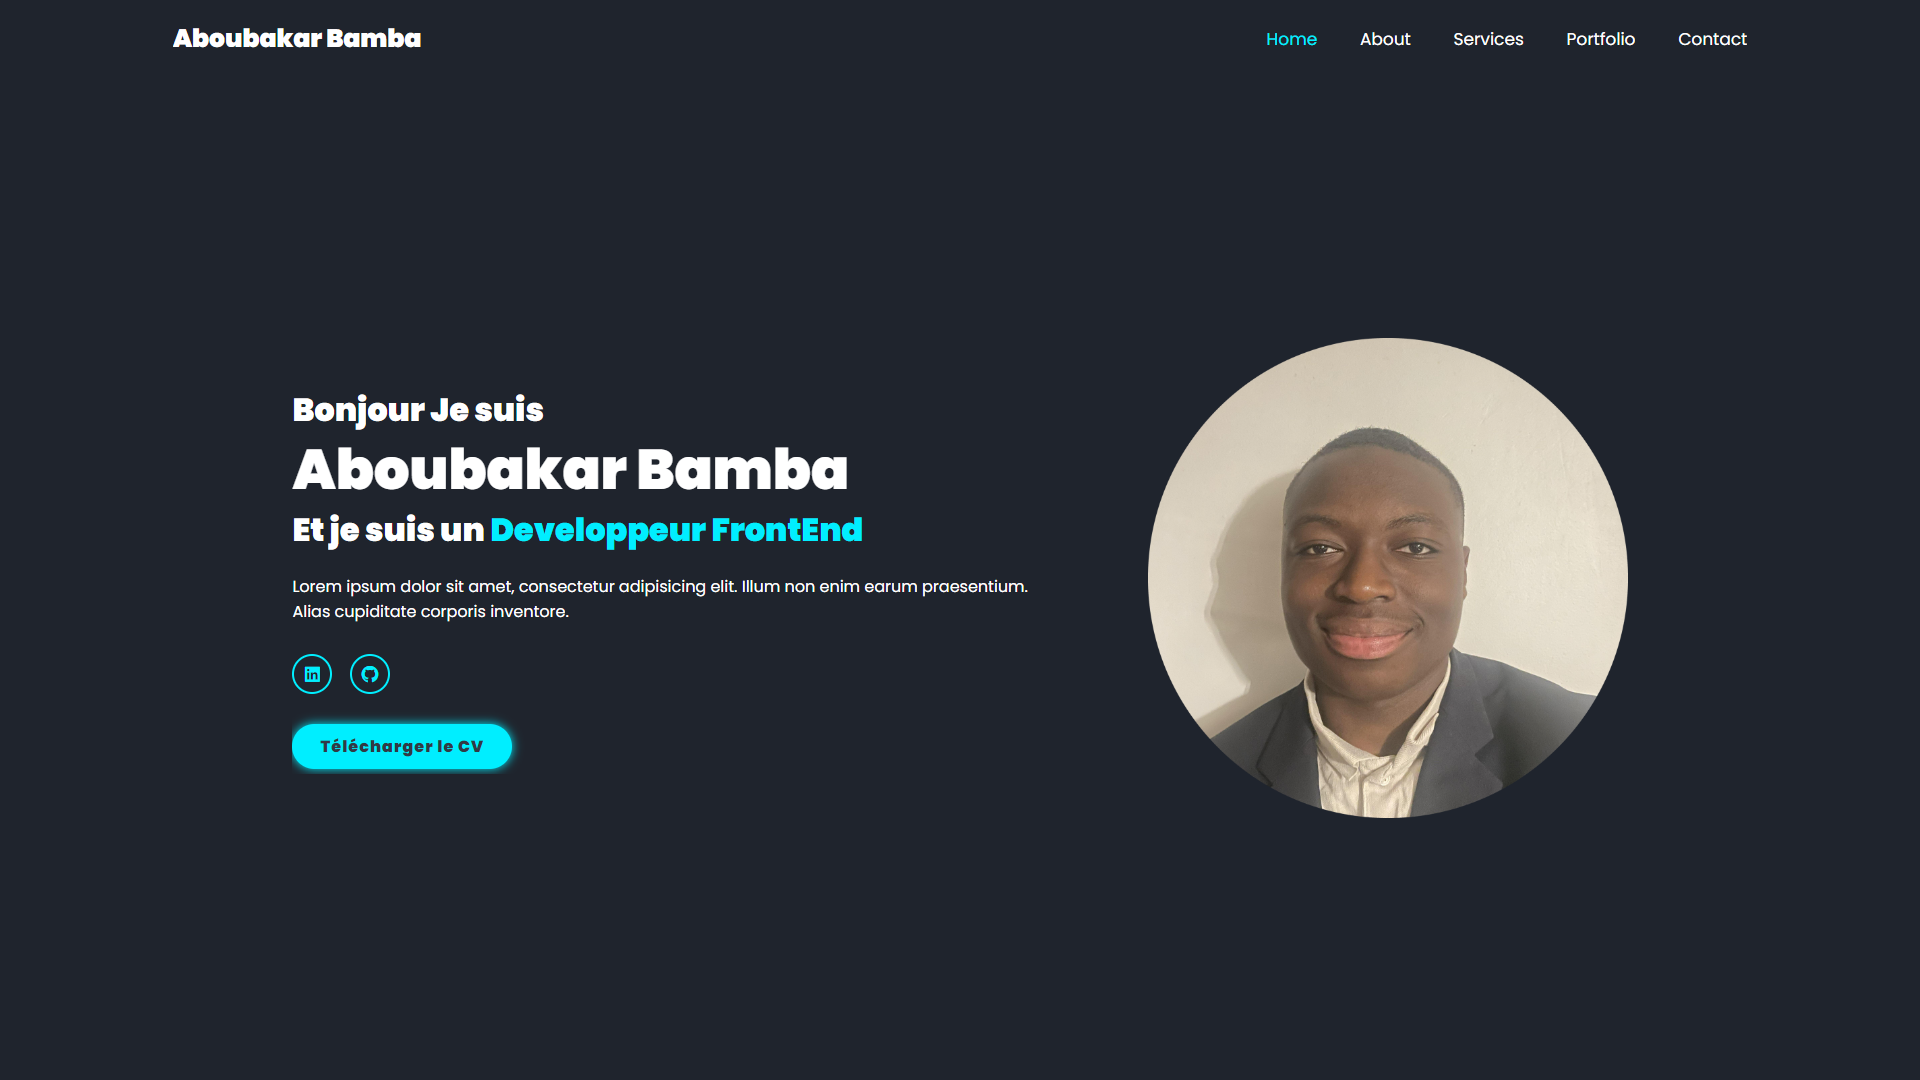 Aboubakar Bamba
Home About Services Portfolio Contact
Bonjour Je suis
Aboubakar Bamba
Et je suis un Developpeur FrontEnd
Lorem ipsum dolor sit amet, consectetur adipisicing elit. Illum non enim earum praesentium.
Alias cupiditate corporis inventore.
in
Télécharger le CV